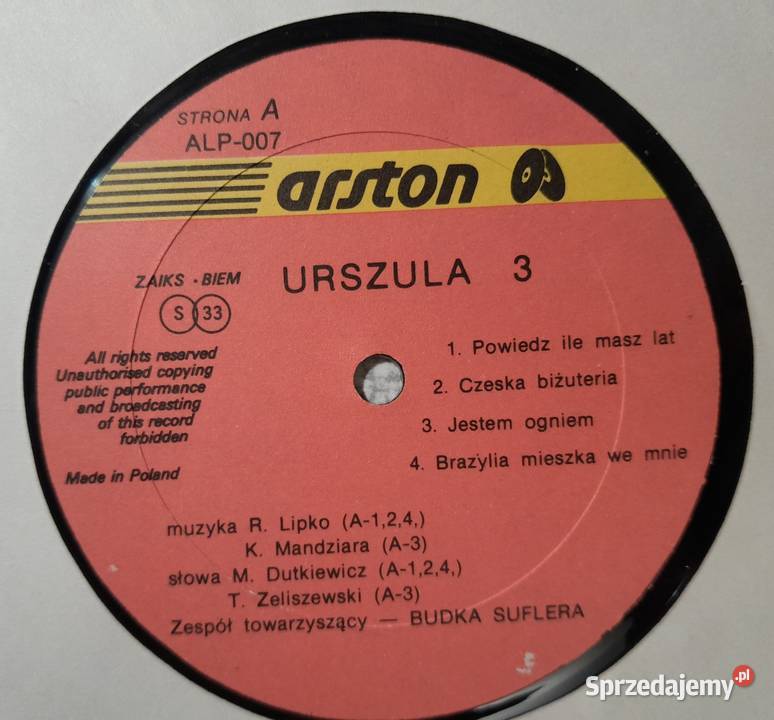 STRONA A
ALP-007
arston
URSZULA 3
ZAIKS · BIEM
S 33
All rights reserved
Unauthorised copying
public performance
and broadcasting
of this record
forbidden
Made in Poland
1. Powiedz ile masz lat
2. Czeska biżuteria
3. Jestem ogniem
4. Brazylia mieszka we mnie
muzyka R. Lipko (A-1,2,4,)
K. Mandziara (A-3)
słowa M. Dutkiewicz (A-1,2,4,)
T. Zeliszewski (A-3)
Zespół towarzyszący — BUDKA SUFLERA
Sprzedajemy.pl